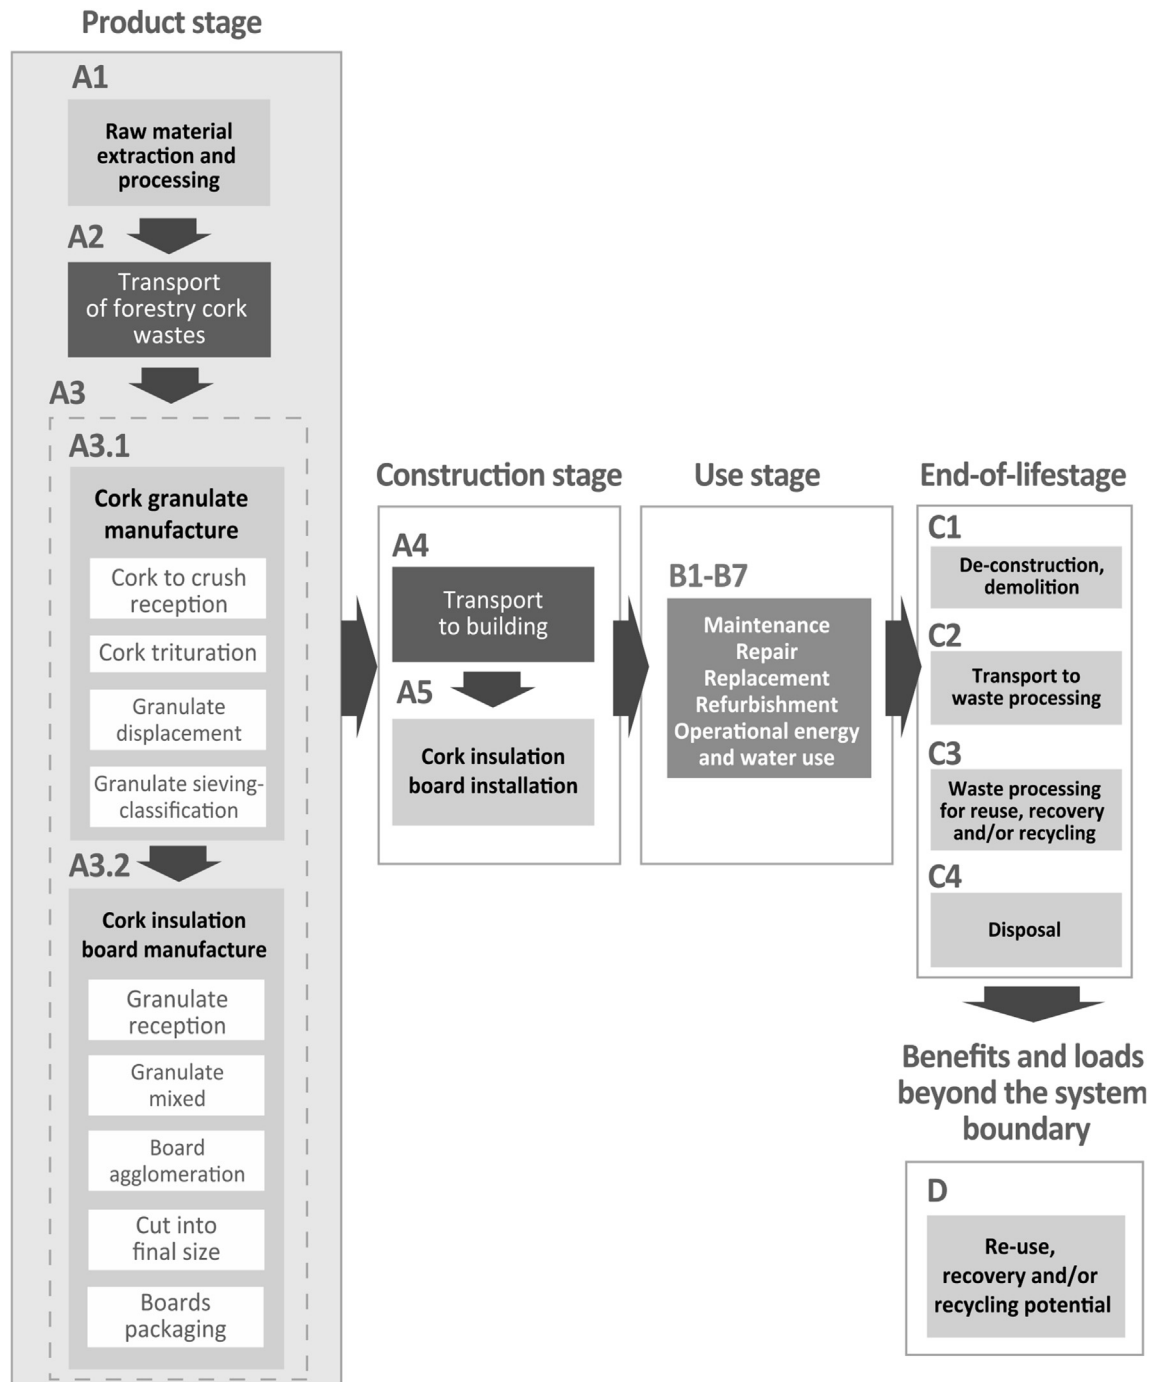 Product stage
A1
Raw material
extraction and
processing
A2
Transport
of forestry cork
wastes
A3
A3.1
Cork granulate
manufacture
Cork to crush
reception
Cork trituration
Granulate
displacement
Granulate sieving-
classification
A3.2
Cork insulation
board manufacture
Granulate
reception
Granulate
mixed
Board
agglomeration
Cut into
final size
Boards
packaging
Construction stage
A4
Transport
to building
A5
Cork insulation
board installation
Use stage
B1-B7
Maintenance
Repair
Replacement
Refurbishment
Operational energy
and water use
End-of-lifestage
C1
De-construction,
demolition
C2
Transport to
waste processing
C3
Waste processing
for reuse, recovery
and/or recycling
C4
Disposal
Benefits and loads
beyond the system
boundary
D
Re-use,
recovery and/or
recycling potential